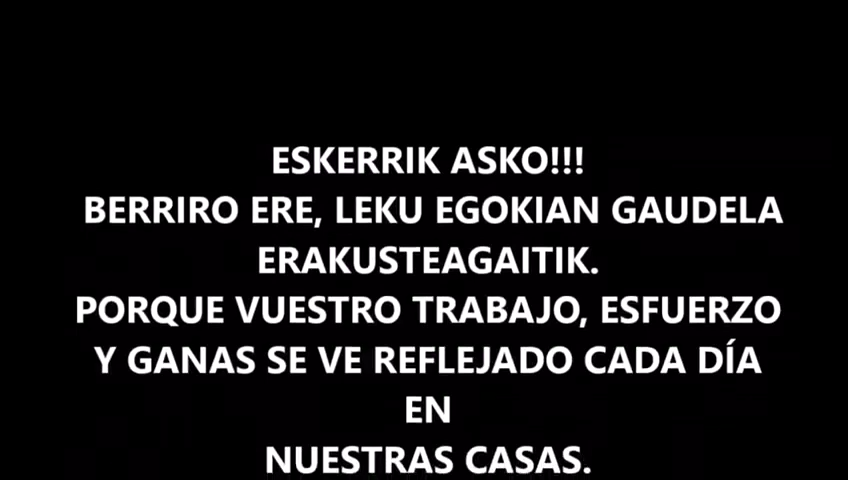 ESKERRIK ASKO!!!
BERRIRO ERE, LEKU EGOKIAN GAUDELA
ERAKUSTEAGAITIK.
PORQUE VUESTRO TRABAJO, ESFUERZO
Y GANAS SE VE REFLEJADO CADA DÍA
EN
NUESTRAS CASAS.